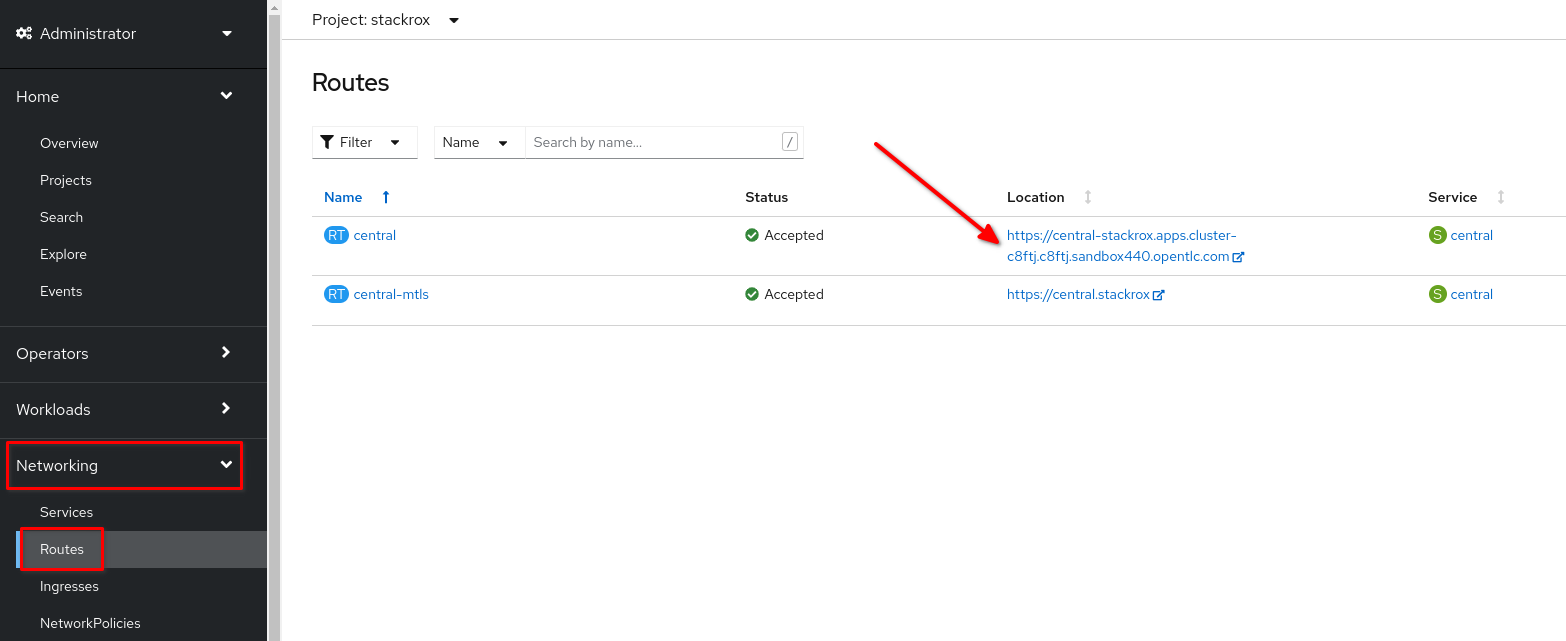 Administrator
Home
Overview
Projects
Search
Explore
Events
Operators
Workloads
Networking
Services
Routes
Ingresses
NetworkPolicies
Project: stackrox
Routes
Filter
Name
Search by name...
/
Name Status Location Service
RT central Accepted https://central-stackrox.apps.cluster-
c8ftj.c8ftj.sandbox440.opentlc.com S central
RT central-mtls Accepted https://central.stackrox S central